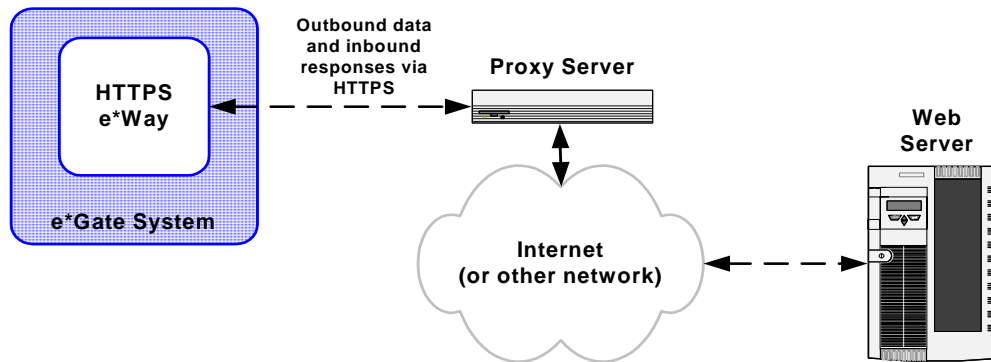 HTTPS
e*Way
e*Gate System
Outbound data
and inbound
responses via
HTTPS
Proxy Server
Internet
(or other network)
Web
Server